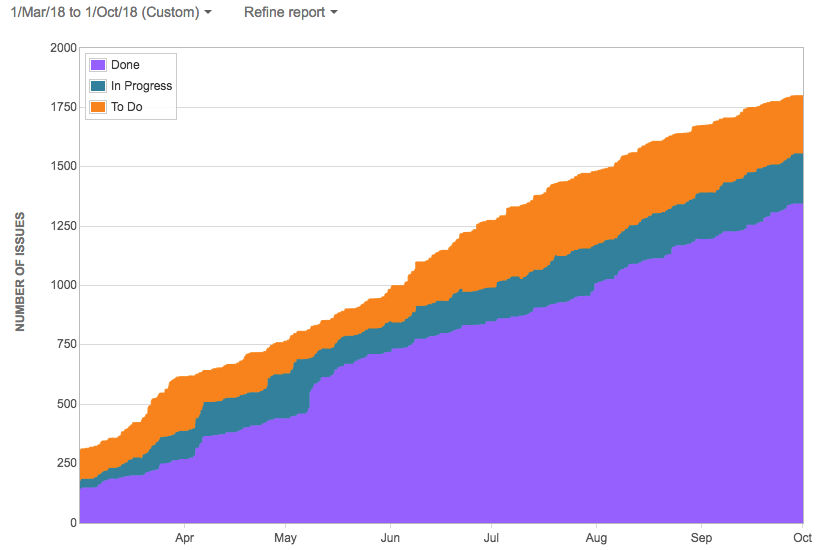 1/Mar/18 to 1/Oct/18 (Custom) Refine report
2000
Done
In Progress
To Do
1750
1500
1250
1000
750
500
250
0
NUMBER OF ISSUES
Apr May Jun Jul Aug Sep Oct